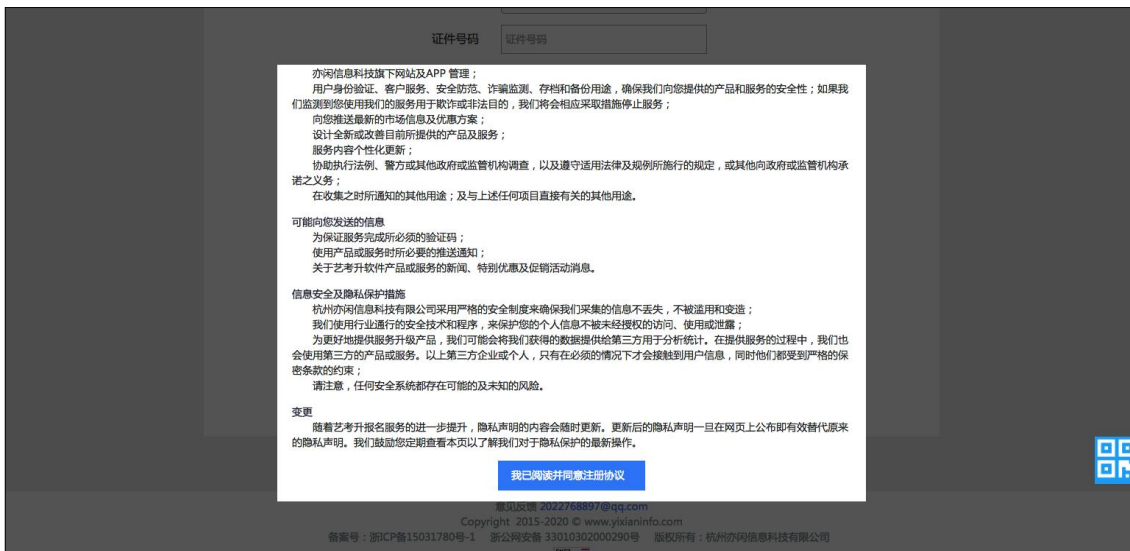 证件号码 证件号码
亦闲信息科技旗下网站及APP 管理；
用户身份验证、客户服务、安全防范、诈骗监测、存档和备份用途，确保我们向您提供的产品和服务的安全性；如果我
们监测到您使用我们的服务用于欺诈或非法目的，我们将会相应采取措施停止服务；
向您推送最新的市场信息及优惠方案；
设计全新或改善目前所提供的产品及服务；
服务内容个性化更新；
协助执行法例、警方或其他政府或监管机构调查，以及遵守适用法律及规例所施行的规定，或其他向政府或监管机构承
诺之义务；
在收集之时所通知的其他用途；及与上述任何项目直接有关的其他用途。
可能向您发送的信息
为保证服务完成所必须的验证码；
使用产品或服务时所必要的推送通知；
关于艺考升软件产品或服务的新闻、特别优惠及促销活动消息。
信息安全及隐私保护措施
杭州亦闲信息科技有限公司采用严格的安全制度来确保我们采集的信息不丢失，不被滥用和变造；
我们使用行业通行的安全技术和程序，来保护您的个人信息不被未经授权的访问、使用或泄露；
为更好地提供服务升级产品，我们可能会将我们获得的数据提供给第三方用于分析统计。在提供服务的过程中，我们也
会使用第三方的产品或服务。以上第三方企业或个人，只有在必须的情况下才会接触到用户信息，同时他们都受到严格的保
密条款的约束；
请注意，任何安全系统都存在可能的及未知的风险。
变更
随着艺考升报名服务的进一步提升，隐私声明的内容会随时更新。更新后的隐私声明一旦在网页上公布即有效替代原来
的隐私声明。我们鼓励您定期查看本页以了解我们对于隐私保护的最新操作。
我已阅读并同意注册协议
意见反馈 2022768897@qq.com
Copyright 2015-2020 © www.yixianinfo.com
备案号：浙ICP备15031780号-1 浙公网安备 33010302000290号 版权所有：杭州亦闲信息科技有限公司